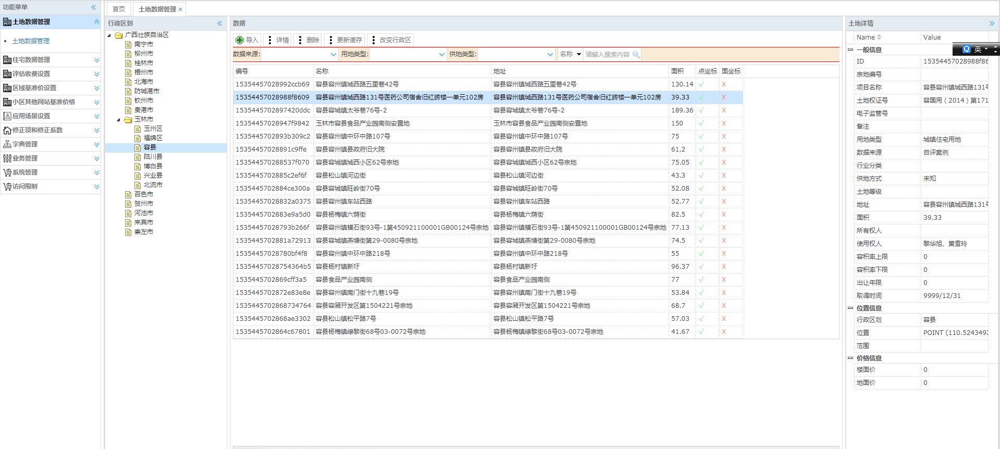 功能菜单
土地数据管理
土地数据管理
住宅数据管理
评估收费设置
区域基准价设置
小区其他网站基准价格
应用场景设置
修正项和修正系数
字典管理
业务管理
系统管理
访问限制
首页 土地数据管理
行政区划
广西壮族自治区
南宁市
柳州市
桂林市
梧州市
北海市
防城港市
钦州市
贵港市
玉林市
玉州区
福绵区
容县
陆川县
博白县
兴业县
北流市
百色市
贺州市
河池市
来宾市
崇左市
数据
导入 详情 删除 更新缓存 改变行政区
数据来源: 用地类型: 供地类型: 名称 请输入搜索内容
编号 名称 地址 面积 点坐标 面坐标
15354457028992ccb69 容县容州镇城西路五里巷42号 容县容州镇城西路五里巷42号 130.14 √ X
15354457028988f8609 容县容州镇城西路131号医药公司宿舍旧红砖楼一单元102房 容县容州镇城西路131号医药公司宿舍旧红砖楼一单元102房 39.33 √ X
1535445702897420ddc 容县容城镇太爷巷76号-2 容县容城镇太爷巷76号-2 189.36 √ X
15354457028947f9842 玉林市容县食品产业园南侧安置地 玉林市容县食品产业园南侧安置地 150 √ X
1535445702893b309c2 容县容州镇中环中路107号 容县容州镇中环中路107号 75 √ X
1535445702891c9ffe 容县容州镇县政府旧大院 容县容州镇县政府旧大院 61.2 √ X
153544570288537f070 容县容城镇城西小区62号宗地 容县容城镇城西小区62号宗地 75.05 √ X
1535445702885c2ef6f 容县松山镇河边街 容县松山镇河边街 43.3 √ X
1535445702884ce300a 容县容城镇旺岭街70号 容县容城镇旺岭街70号 52.08 √ X
15354457028832a0375 容县容州镇车站西路 容县容州镇车站西路 52.77 √ X
1535445702883e9a5d0 容县杨梅镇六荫街 容县杨梅镇六荫街 82.5 √ X
15354457028793b266f 容县容州镇横石街93号-1第450921100001GB00124号宗地 容县容州镇横石街93号-1第450921100001GB00124号宗地 77.13 √ X
1535445702881a72913 容县容城镇燕塘街第29-0080号宗地 容县容城镇燕塘街第29-0080号宗地 74.5 √ X
15354457028780bf4f8 容县容州镇中环中路218号 容县容州镇中环中路218号 55 √ X
15354457028754364b5 容县杨村镇新圩 容县杨村镇新圩 96.37 √ X
1535445702869cff3a5 容县食品产业园南侧 容县食品产业园南侧 77 √ X
1535445702872e83e8e 容县容州镇南门街十九巷19号 容县容州镇南门街十九巷19号 53.84 √ X
1535445702868734764 容县容厢开发区第1504221号宗地 容县容厢开发区第1504221号宗地 68.7 √ X
1535445702868ae3302 容县松山镇松平路7号 容县松山镇松平路7号 57.03 √ X
1535445702864c67801 容县杨梅镇绿黎街68号03-0072号宗地 容县杨梅镇绿黎街68号03-0072号宗地 41.67 √ X
土地详情
Name Value
英
一般信息
ID 15354457028988f86
宗地编号
项目名称 容县容州镇城西路131号
土地权证号 容国用（2014）第171
电子监管号
备注
用地类型 城镇住宅用地
数据来源 自评案例
行业分类
供地方式 未知
土地等级
地址 容县容州镇城西路131号
面积 39.33
所有权人
使用权人 黎华旭、黄雪玲
容积率上限 0
容积率下限 0
出让年限 0
取得时间 9999/12/31
位置信息
行政区划 容县
位置 POINT (110.5243492
范围
价格信息
楼面价 0
地面价 0